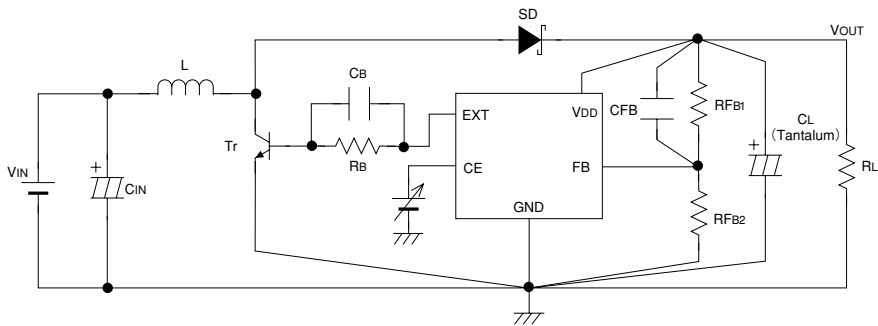 SD
VOUT
L
CB
EXT
VDD
CFB
RFB1
CL
(Tantalum)
Tr
RB
CE
FB
RL
VIN
+
CIN
+
GND
RFB2